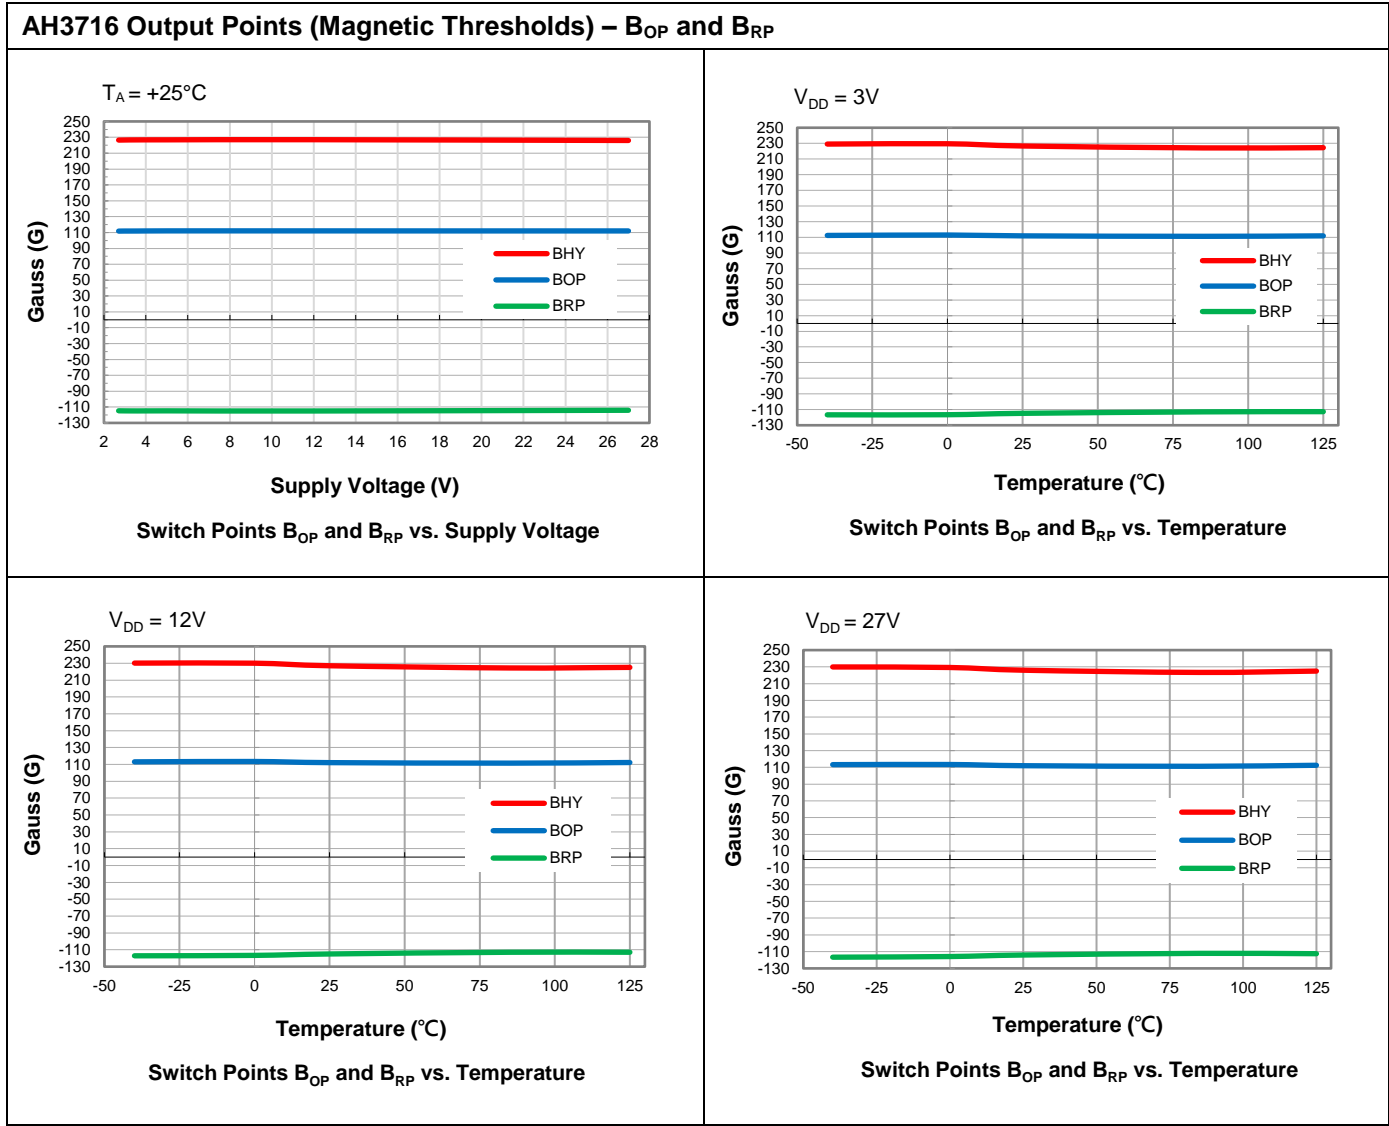 AH3716 Output Points (Magnetic Thresholds) – BOP and BRP
TA = +25°C
250
230
210
190
170
150
130
110
90
70
50
30
10
-10
-30
-50
-70
-90
-110
-130
Gauss (G)
BHY
BOP
BRP
2 4 6 8 10 12 14 16 18 20 22 24 26 28
Supply Voltage (V)
Switch Points BOP and BRP vs. Supply Voltage
VDD = 3V
250
230
210
190
170
150
130
110
90
70
50
30
10
-10
-30
-50
-70
-90
-110
-130
Gauss (G)
BHY
BOP
BRP
-50 -25 0 25 50 75 100 125
Temperature (℃)
Switch Points BOP and BRP vs. Temperature
VDD = 12V
250
230
210
190
170
150
130
110
90
70
50
30
10
-10
-30
-50
-70
-90
-110
-130
Gauss (G)
BHY
BOP
BRP
-50 -25 0 25 50 75 100 125
Temperature (℃)
Switch Points BOP and BRP vs. Temperature
VDD = 27V
250
230
210
190
170
150
130
110
90
70
50
30
10
-10
-30
-50
-70
-90
-110
-130
Gauss (G)
BHY
BOP
BRP
-50 -25 0 25 50 75 100 125
Temperature (℃)
Switch Points BOP and BRP vs. Temperature